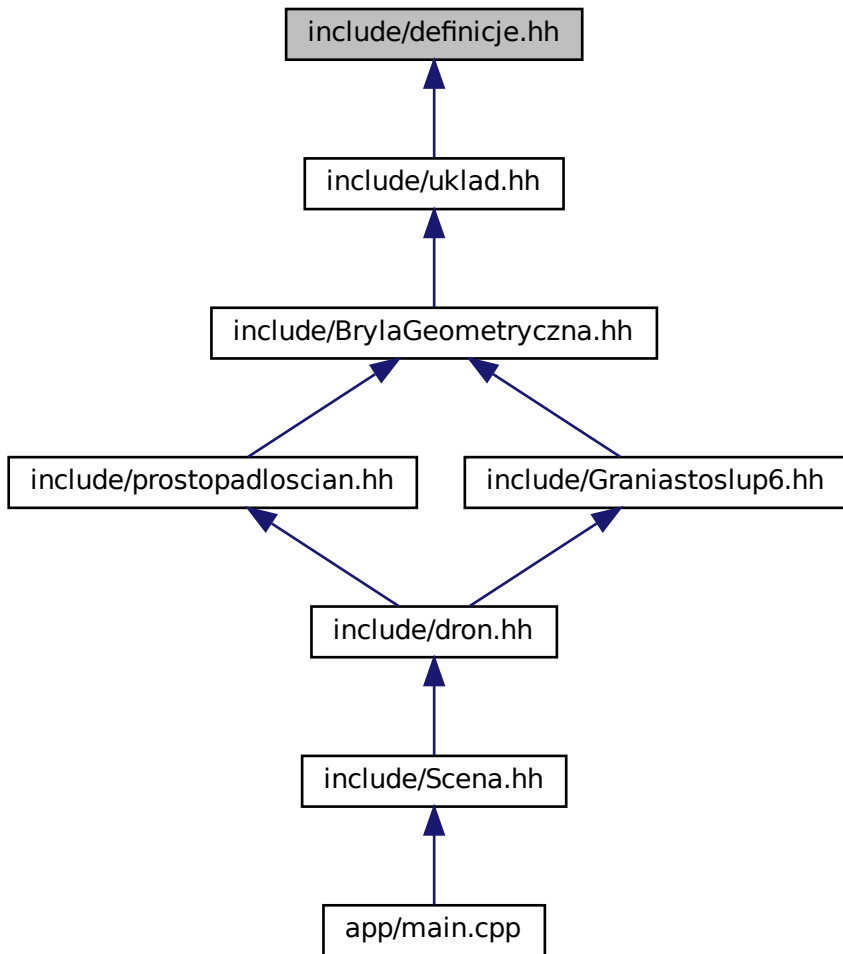 include/definicje.hh
include/uklad.hh
include/BrylaGeometryczna.hh
include/prostopadloscian.hh
include/Graniastoslup6.hh
include/dron.hh
include/Scena.hh
app/main.cpp